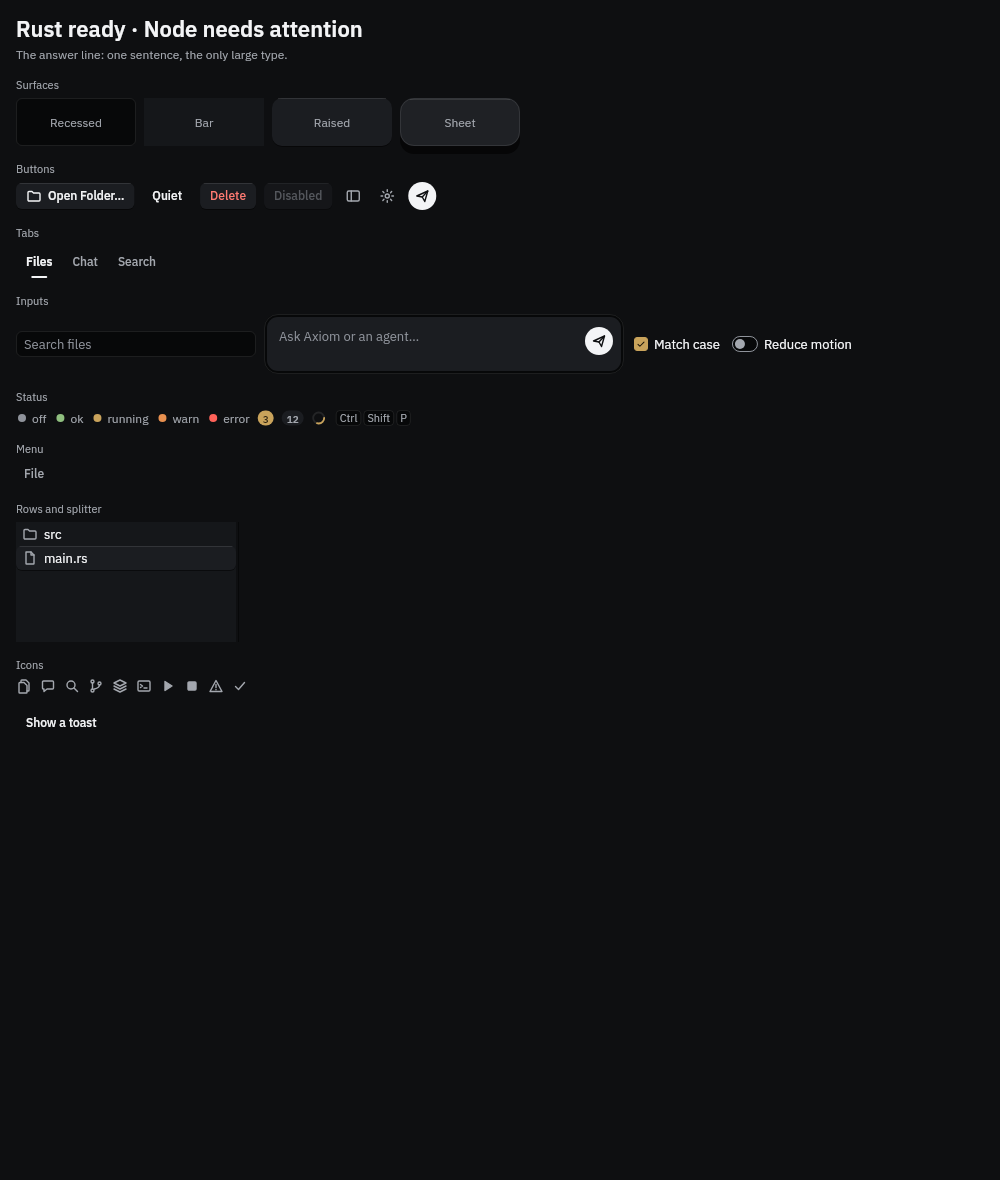 Rust ready · Node needs attention
The answer line: one sentence, the only large type.
Surfaces
Recessed Bar Raised Sheet
Buttons
Open Folder... Quiet Delete Disabled
Tabs
Files Chat Search
Inputs
Search files Ask Axiom or an agent... Match case Reduce motion
Status
off ok running warn error 3 12 Ctrl Shift P
Menu
File
Rows and splitter
src
main.rs
Icons
Show a toast